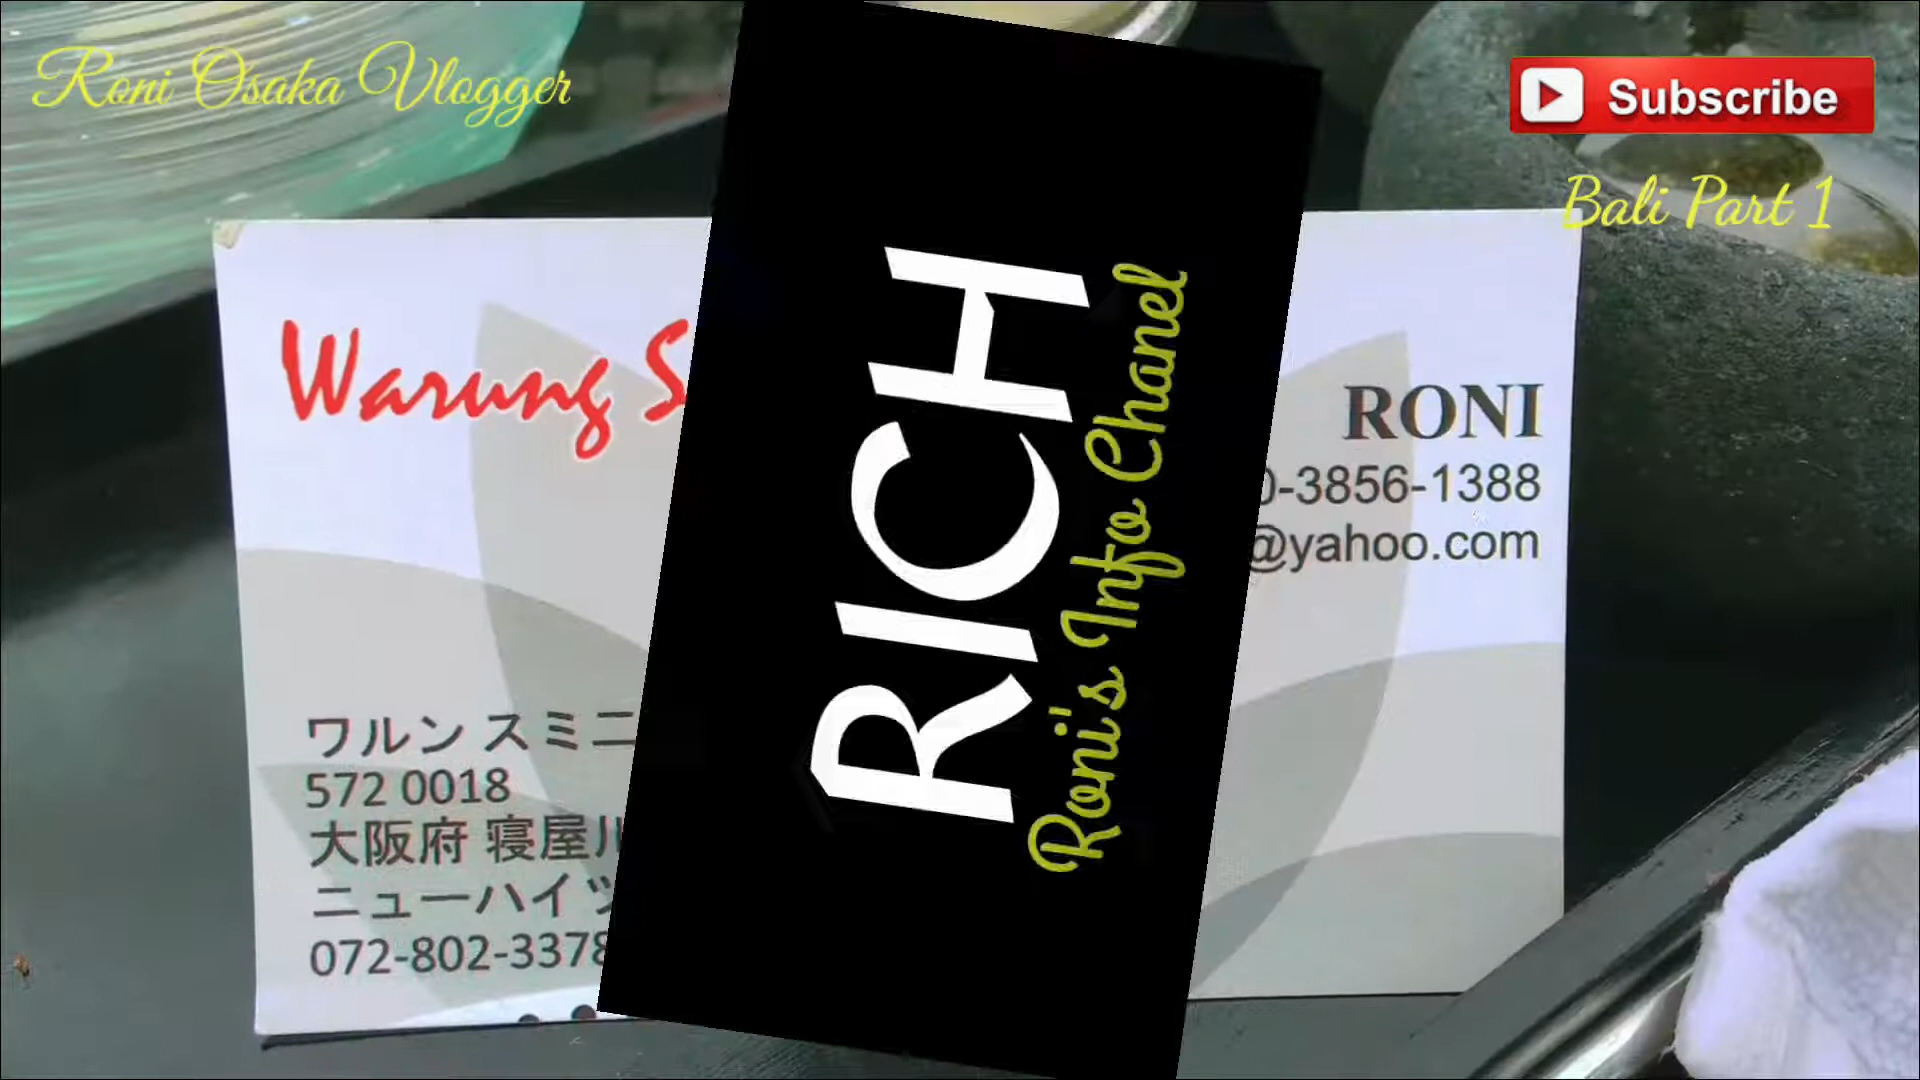 Roni Osaka Vlogger
Subscribe
Bali Part 1
Warung
RONI
-3856-1388
@yahoo.com
RICH
Roni's Info Chanel
ワルン スミニ
572 0018
大阪府 寝屋川
ニューハイツ
072-802-3378